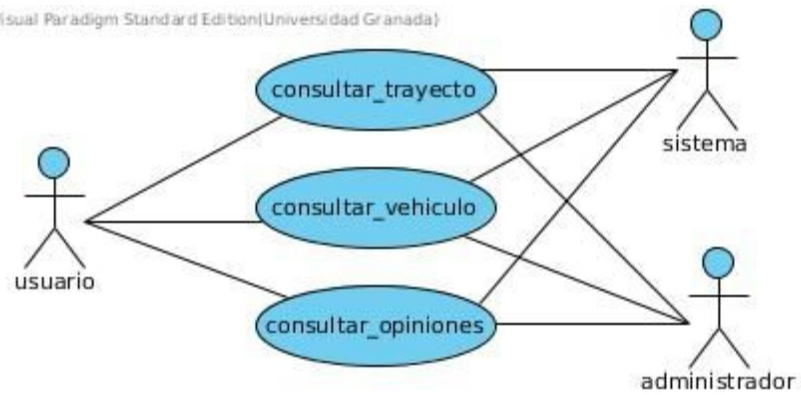 isual Paradigm Standard Edition(Universidad Granada)
consultar_trayecto
sistema
consultar_vehiculo
usuario
consultar_opiniones
administrador